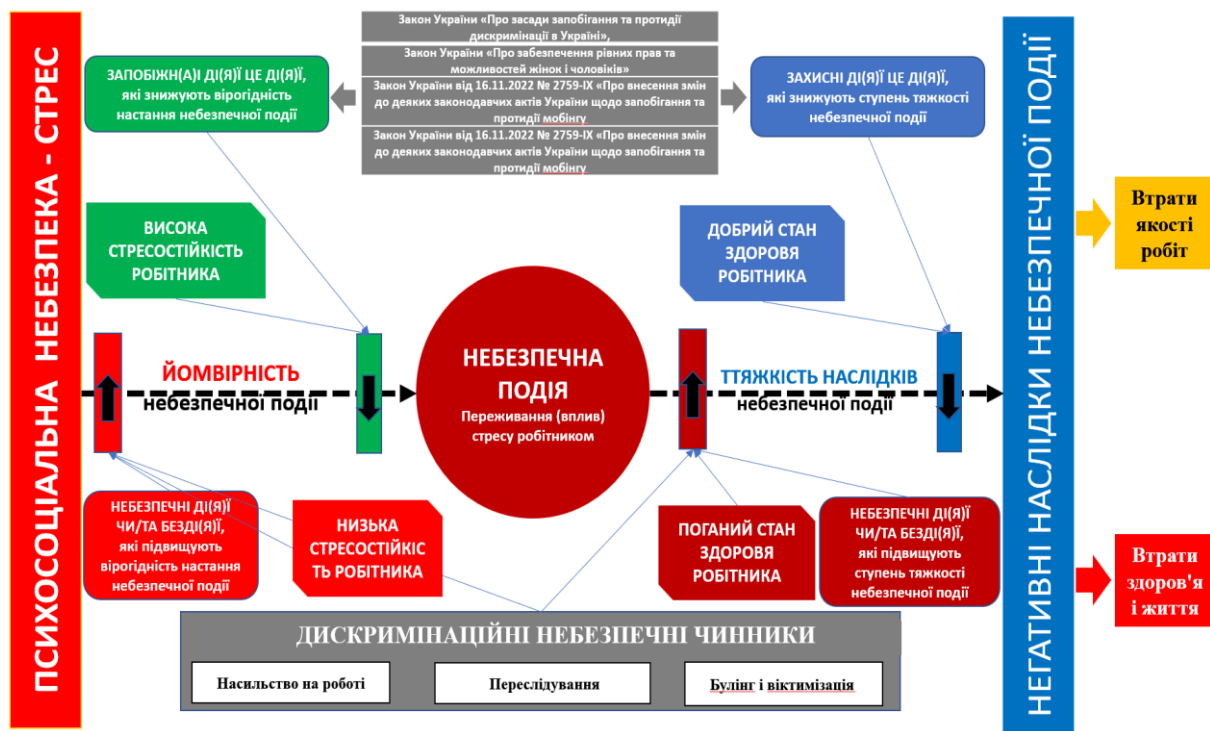 ПСИХОСОЦІАЛЬНА НЕБЕЗПЕКА - СТРЕС
Закон України «Про засади запобігання та протидії
дискримінації в Україні»,
Закон України «Про забезпечення рівних прав та
можливостей жінок і чоловіків»
Закон України від 16.11.2022 № 2759-IX «Про внесення змін
до деяких законодавчих актів України щодо запобігання та
протидії мобінгу
Закон України від 16.11.2022 № 2759-IX «Про внесення змін
до деяких законодавчих актів України щодо запобігання та
протидії мобінгу
ЗАПОБІЖН(А)І ДІ(Я)Ї ЦЕ ДІ(Я)Ї,
які знижують вірогідність
настання небезпечної події
ЗАХИСНІ ДІ(Я)Ї ЦЕ ДІ(Я)Ї,
які знижують ступень тяжкості
небезпечної події
ВИСОКА
СТРЕСОСТІЙКІСТЬ
РОБІТНИКА
ДОБРИЙ СТАН
ЗДОРОВЯ
РОБІТНИКА
ЙОМВІРНІСТЬ
небезпечної події
НЕБЕЗПЕЧНА
ПОДІЯ
Переживання (вплив)
стресу робітником
ТТЯЖКІСТЬ НАСЛІДКІВ
небезпечної події
НЕБЕЗПЕЧНІ ДІ(Я)Ї
ЧИ/ТА БЕЗДІ(Я)Ї,
які підвищують
вірогідність настання
небезпечної події
НИЗЬКА
СТРЕСОСТІЙКІС
ТЬ РОБІТНИКА
ПОГАНИЙ СТАН
ЗДОРОВЯ
РОБІТНИКА
НЕБЕЗПЕЧНІ ДІ(Я)Ї
ЧИ/ТА БЕЗДІ(Я)Ї,
які підвищують
ступень тяжкості
небезпечної події
ДИСКРИМІНАЦІЙНІ НЕБЕЗПЕЧНІ ЧИННИКИ
Насильство на роботі
Переслідування
Булінг і віктимізація
НЕГАТИВНІ НАСЛІДКИ НЕБЕЗПЕЧНОЇ ПОДІЇ
Втрати
якості
робіт
Втрати
здоров'я
і життя